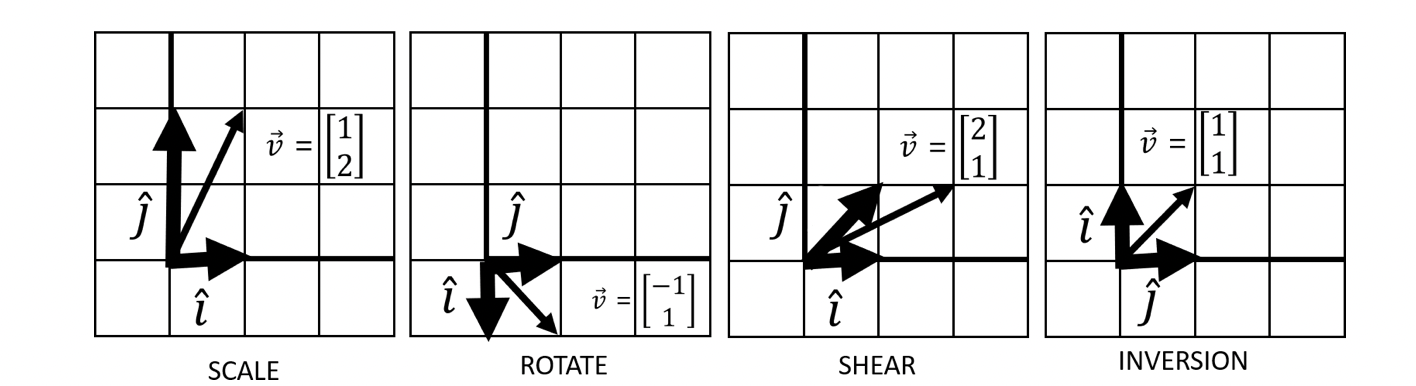 ĵ
v⃗ = [1 2]
î
SCALE
ĵ
î
v⃗ = [−1 1]
ROTATE
ĵ
v⃗ = [2 1]
î
SHEAR
î
v⃗ = [1 1]
ĵ
INVERSION